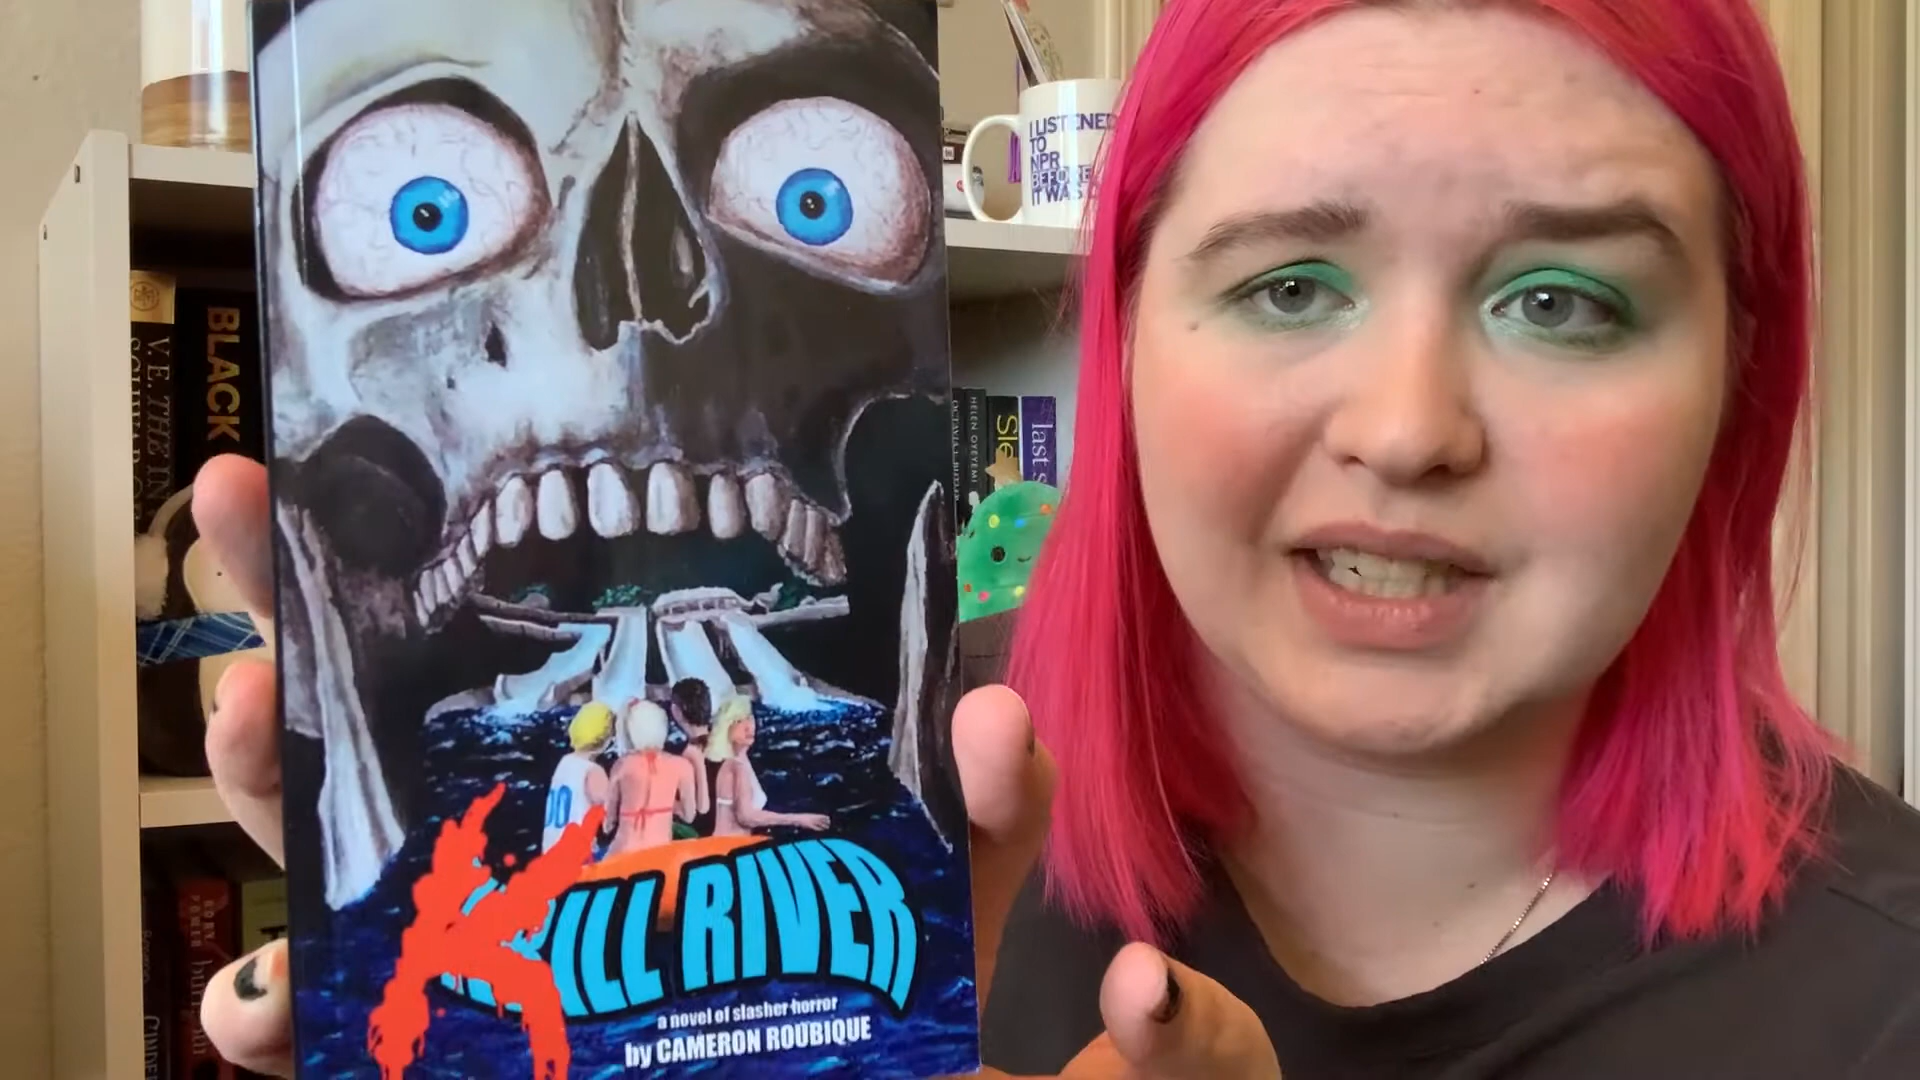 I LISTENED
TO
NPR
BEFORE
IT WAS
BLACK
V.E.
HELEN OYEYEMI
last s
Sle
00
KILL RIVER
a novel of slasher horror
by CAMERON ROUBIQUE